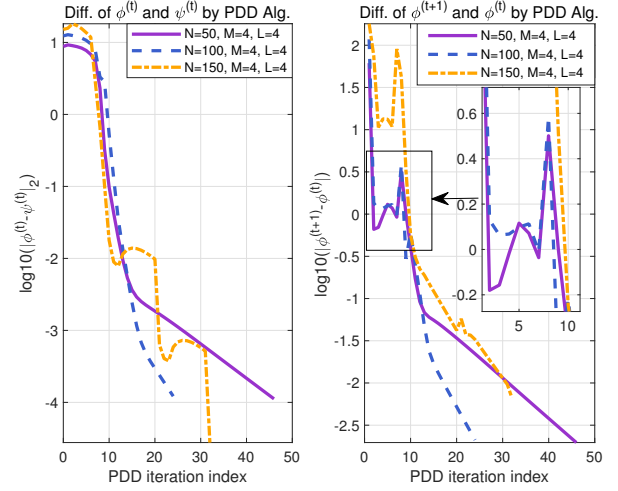 Diff. of ϕ^(t) and ψ^(t) by PDD Alg.
N=50, M=4, L=4
N=100, M=4, L=4
N=150, M=4, L=4
log10(|ϕ^(t)-ψ^(t)|_2)
1
0
-1
-2
-3
-4
0 10 20 30 40 50
PDD iteration index
Diff. of ϕ^(t+1) and ϕ^(t) by PDD Alg.
N=50, M=4, L=4
N=100, M=4, L=4
N=150, M=4, L=4
log10(|ϕ^(t+1)-ϕ^(t)|)
2
1.5
1
0.5
0
-0.5
-1
-1.5
-2
-2.5
0 10 20 30 40 50
PDD iteration index
0.6
0.4
0.2
0
-0.2
5 10